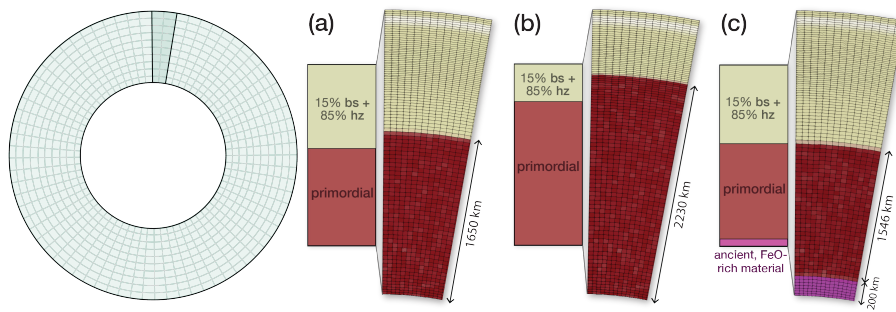 (a)
15% bs +
85% hz
primordial
1650 km
(b)
15% bs +
85% hz
primordial
2230 km
(c)
15% bs +
85% hz
primordial
ancient, FeO-
rich material
1546 km
200 km